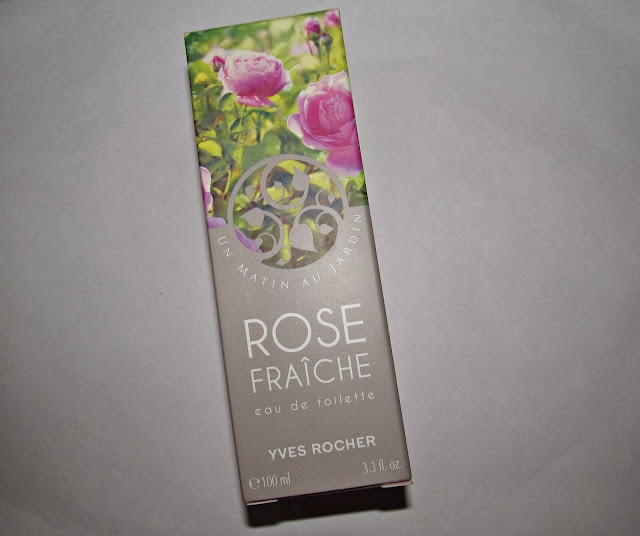 UN MATIN AU JARDIN
ROSE
FRAÎCHE
eau de toilette
YVES ROCHER
℮100 ml 3.3 fl. oz.